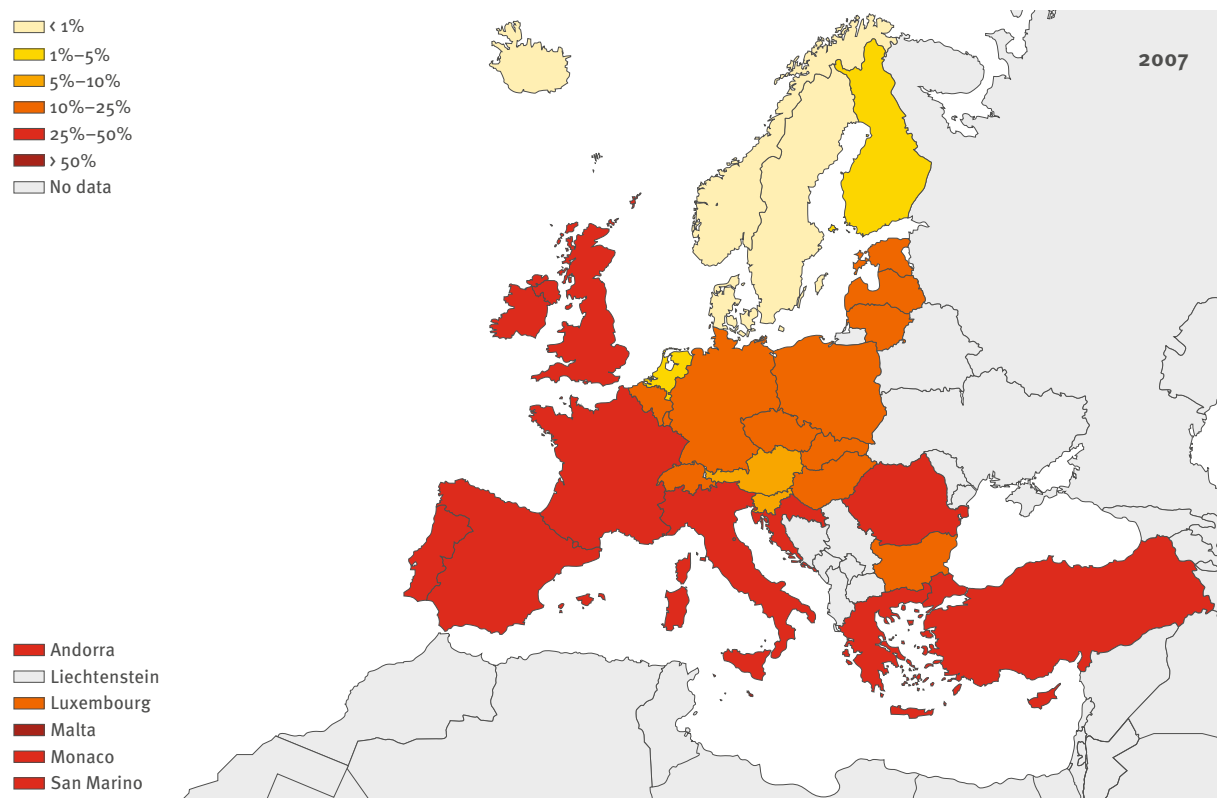 < 1%
1%–5%
5%–10%
10%–25%
25%–50%
> 50%
No data
2007
Andorra
Liechtenstein
Luxembourg
Malta
Monaco
San Marino